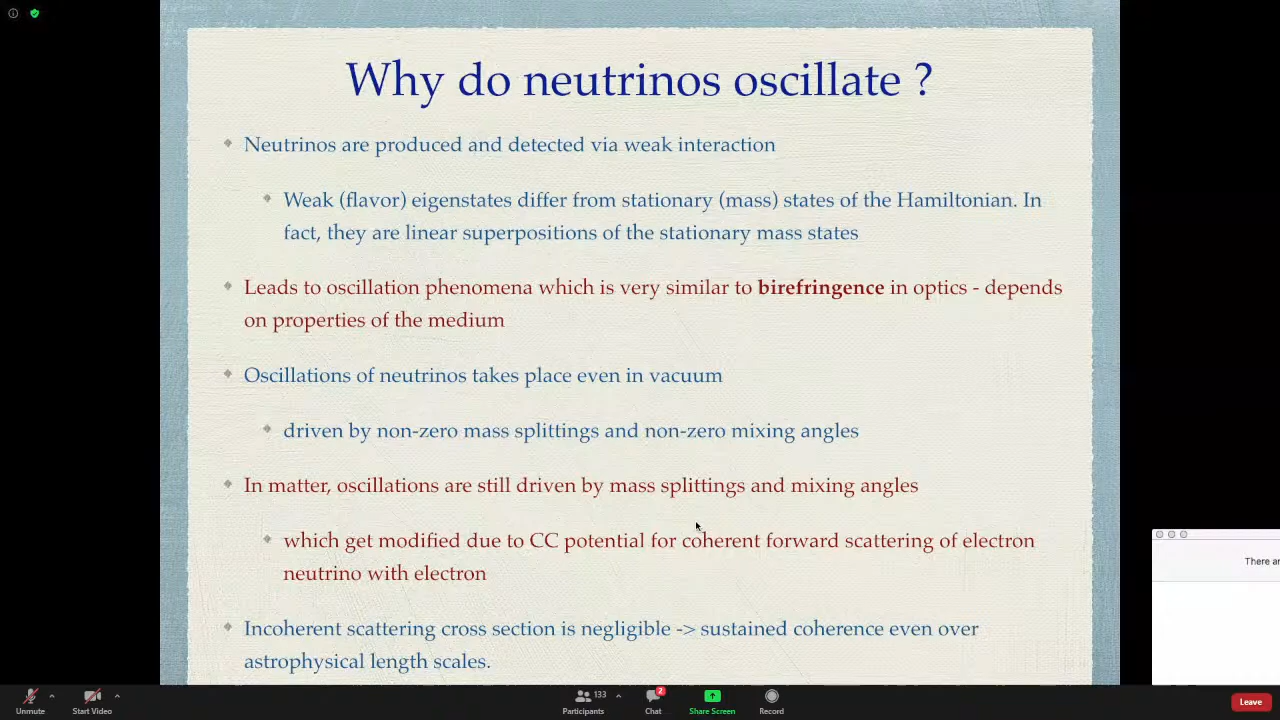 Why do neutrinos oscillate ?
Neutrinos are produced and detected via weak interaction
Weak (flavor) eigenstates differ from stationary (mass) states of the Hamiltonian. In
fact, they are linear superpositions of the stationary mass states
Leads to oscillation phenomena which is very similar to birefringence in optics - depends
on properties of the medium
Oscillations of neutrinos takes place even in vacuum
driven by non-zero mass splittings and non-zero mixing angles
In matter, oscillation are still driven by mass splittings and mixing angles
which get modified due to CC potential for coherent forward scattering of electron
neutrino with electron
Incoherent scattering cross section is negligible -> sustained coherence even over
astrophysical length scales.
There ar
Unmute
Start Video
133
Participants
2
Chat
Share Screen
Record
Leave